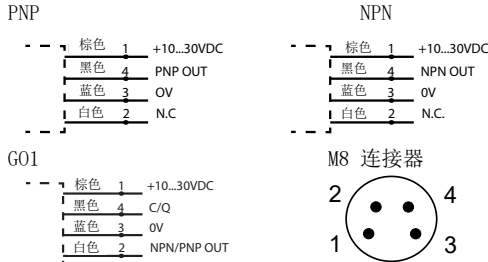 PNP
棕色 1 +10...30VDC
黑色 4 PNP OUT
蓝色 3 OV
白色 2 N.C
NPN
棕色 1 +10...30VDC
黑色 4 NPN OUT
蓝色 3 0V
白色 2 N.C.
GO1
棕色 1 +10...30VDC
黑色 4 C/Q
蓝色 3 0V
白色 2 NPN/PNP OUT
M8 连接器
2 4
1 3